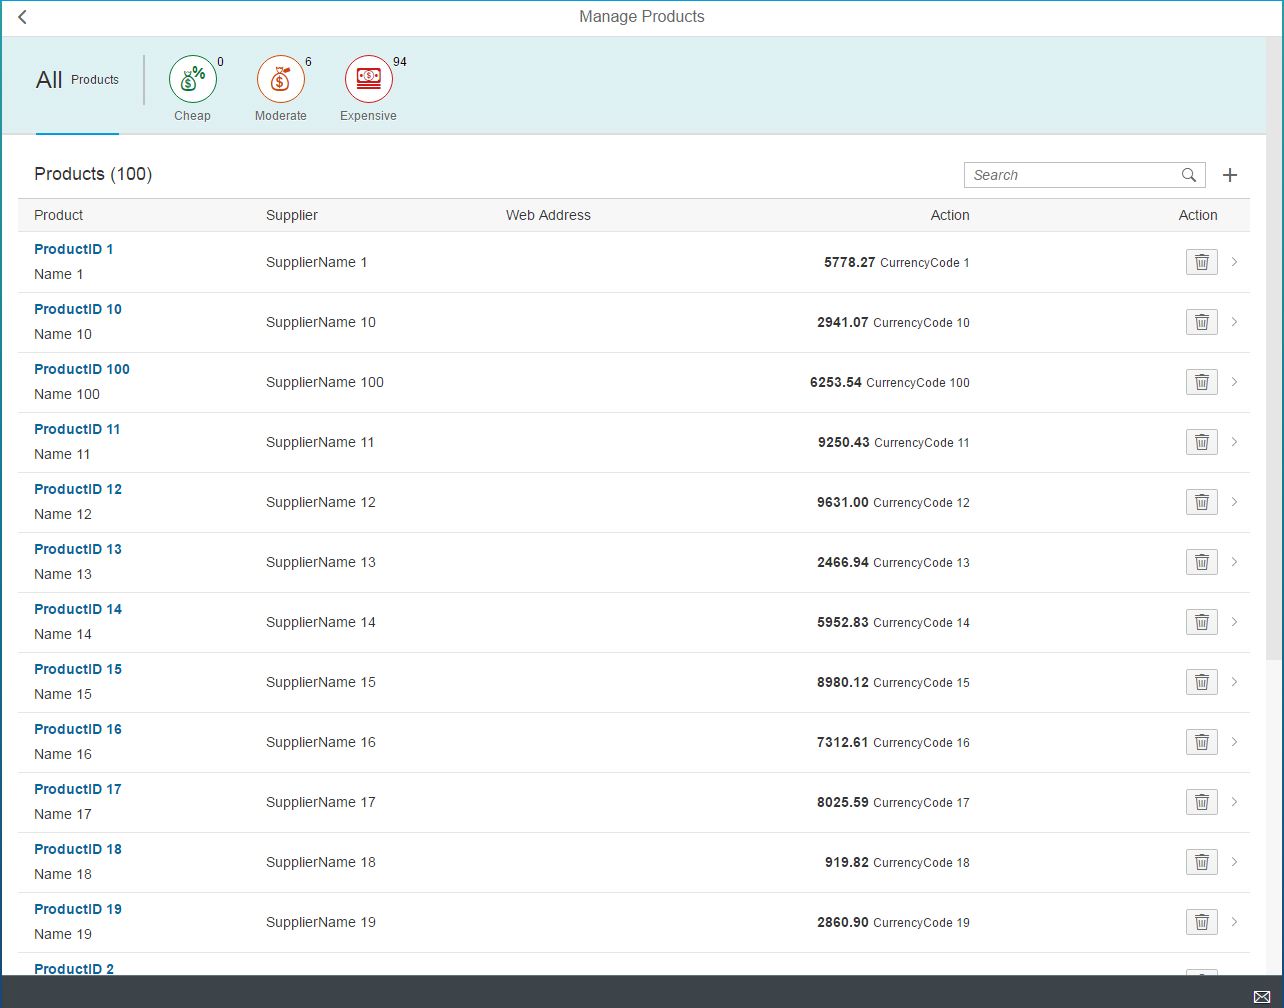 Manage Products
All Products
0
6
94
Cheap
Moderate
Expensive
Products (100)
Search
Product Supplier Web Address Action Action
ProductID 1
Name 1
SupplierName 1
5778.27 CurrencyCode 1
ProductID 10
Name 10
SupplierName 10
2941.07 CurrencyCode 10
ProductID 100
Name 100
SupplierName 100
6253.54 CurrencyCode 100
ProductID 11
Name 11
SupplierName 11
9250.43 CurrencyCode 11
ProductID 12
Name 12
SupplierName 12
9631.00 CurrencyCode 12
ProductID 13
Name 13
SupplierName 13
2466.94 CurrencyCode 13
ProductID 14
Name 14
SupplierName 14
5952.83 CurrencyCode 14
ProductID 15
Name 15
SupplierName 15
8980.12 CurrencyCode 15
ProductID 16
Name 16
SupplierName 16
7312.61 CurrencyCode 16
ProductID 17
Name 17
SupplierName 17
8025.59 CurrencyCode 17
ProductID 18
Name 18
SupplierName 18
919.82 CurrencyCode 18
ProductID 19
Name 19
SupplierName 19
2860.90 CurrencyCode 19
ProductID 2